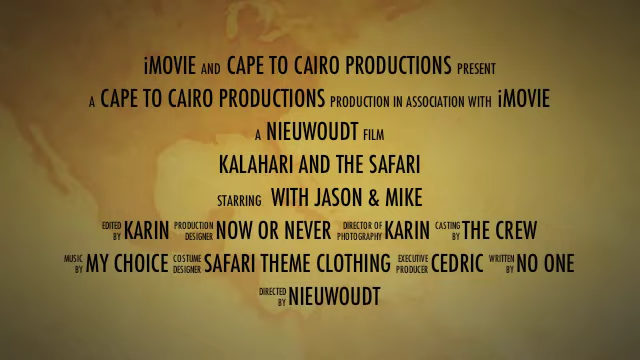 iMOVIE AND CAPE TO CAIRO PRODUCTIONS PRESENT
A CAPE TO CAIRO PRODUCTIONS PRODUCTION IN ASSOCIATION WITH iMOVIE
A NIEUWOUDT FILM
KALAHARI AND THE SAFARI
STARRING WITH JASON & MIKE
EDITED BY KARIN PRODUCTION DESIGNER NOW OR NEVER DIRECTOR OF PHOTOGRAPHY KARIN CASTING BY THE CREW
MUSIC BY MY CHOICE COSTUME DESIGNER SAFARI THEME CLOTHING EXECUTIVE PRODUCER CEDRIC WRITTEN BY NO ONE
DIRECTED BY NIEUWOUDT